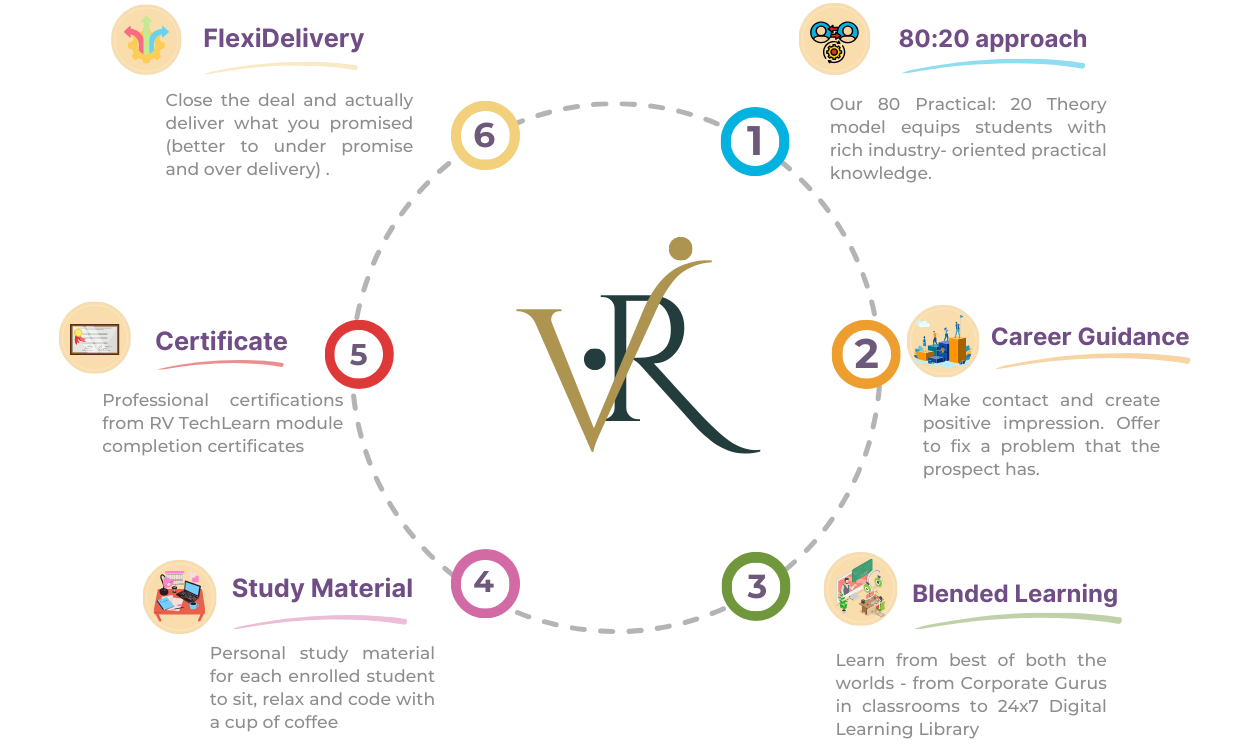 80:20 approach
1
Our 80 Practical: 20 Theory
model equips students with
rich industry- oriented practical
knowledge.
2
Career Guidance
Make contact and create
positive impression. Offer
to fix a problem that the
prospect has.
3
Blended Learning
Learn from best of both the
worlds - from Corporate Gurus
in classrooms to 24x7 Digital
Learning Library
4
Study Material
Personal study material
for each enrolled student
to sit, relax and code with
a cup of coffee
5
Certificate
Professional certifications
from RV TechLearn module
completion certificates
6
FlexiDelivery
Close the deal and actually
deliver what you promised
(better to under promise
and over delivery) .
VR